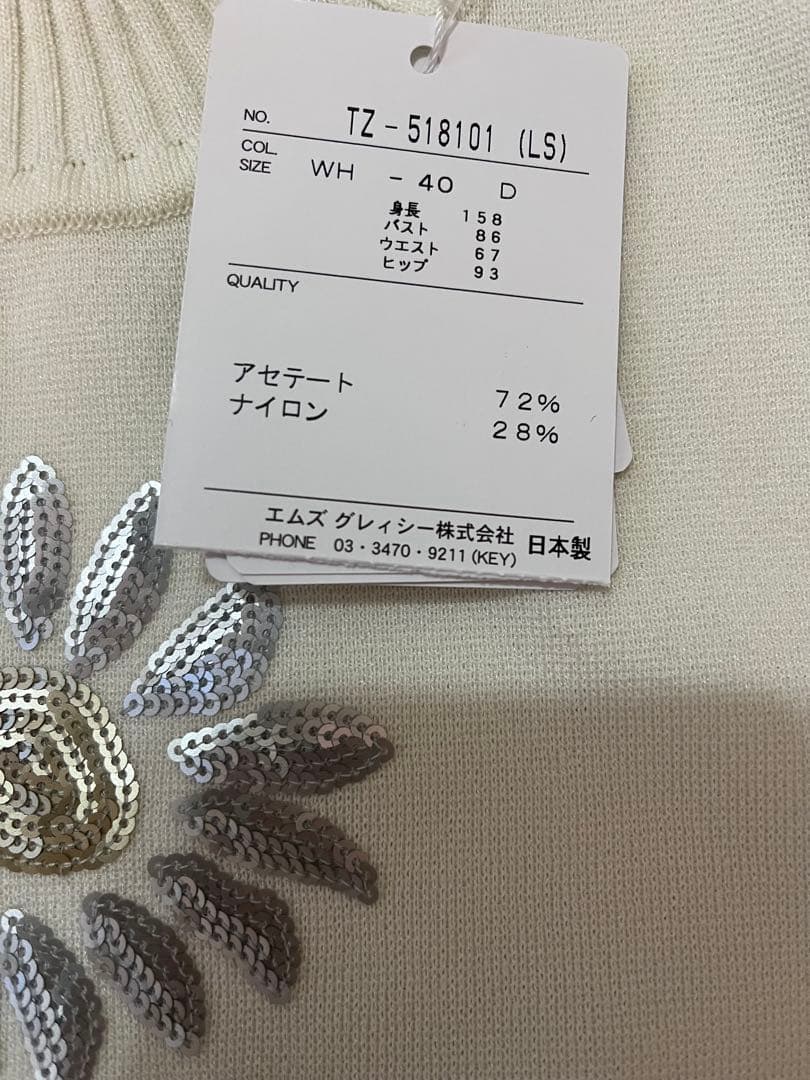 NO. TZ-518101 (LS)
COL.
SIZE WH - 40 D
身長 158
バスト 86
ウエスト 67
ヒップ 93
QUALITY
アセテート 72%
ナイロン 28%
エムズ グレィシー株式会社 日本製
PHONE 03・3470・9211(KEY)